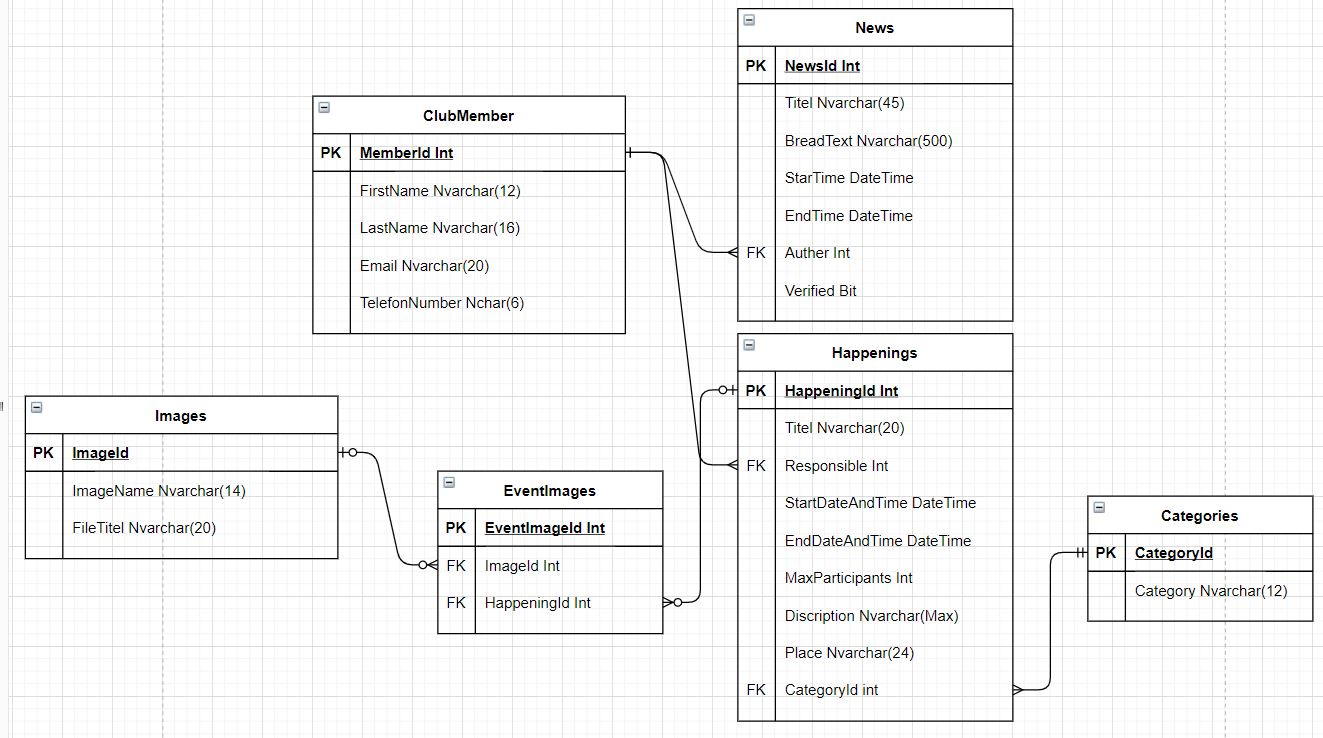 News
PK NewsId Int
Titel Nvarchar(45)
BreadText Nvarchar(500)
StarTime DateTime
EndTime DateTime
FK Auther Int
Verified Bit
ClubMember
PK MemberId Int
FirstName Nvarchar(12)
LastName Nvarchar(16)
Email Nvarchar(20)
TelefonNumber Nchar(6)
Happenings
PK HappeningId Int
Titel Nvarchar(20)
FK Responsible Int
StartDateAndTime DateTime
EndDateAndTime DateTime
MaxParticipants Int
Discription Nvarchar(Max)
Place Nvarchar(24)
FK CategoryId int
Images
PK ImageId
ImageName Nvarchar(14)
FileTitel Nvarchar(20)
EventImages
PK EventImageId Int
FK ImageId Int
FK HappeningId Int
Categories
PK CategoryId
Category Nvarchar(12)